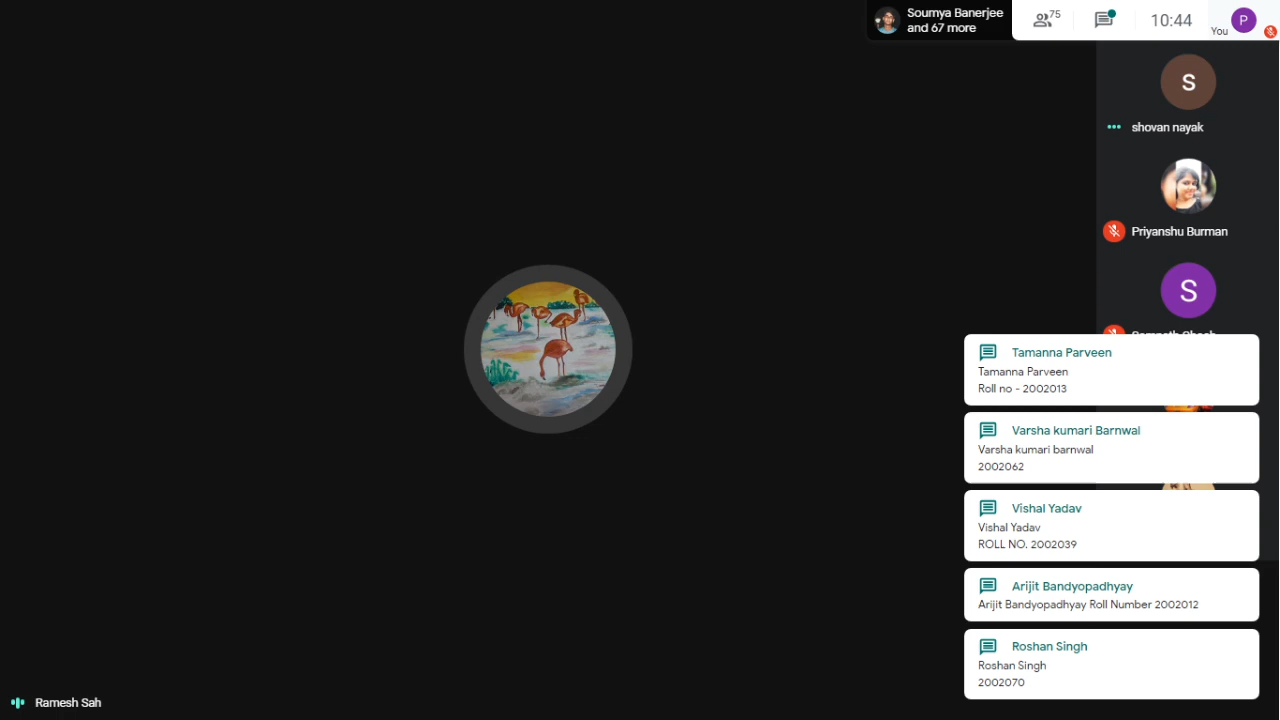 Soumya Banerjee
and 67 more
75
10:44
You
P
S
shovan nayak
Priyanshu Burman
S
Tamanna Parveen
Tamanna Parveen
Roll no - 2002013
Varsha kumari Barnwal
Varsha kumari barnwal
2002062
Vishal Yadav
Vishal Yadav
ROLL NO. 2002039
Arijit Bandyopadhyay
Arijit Bandyopadhyay Roll Number 2002012
Roshan Singh
Roshan Singh
2002070
Ramesh Sah